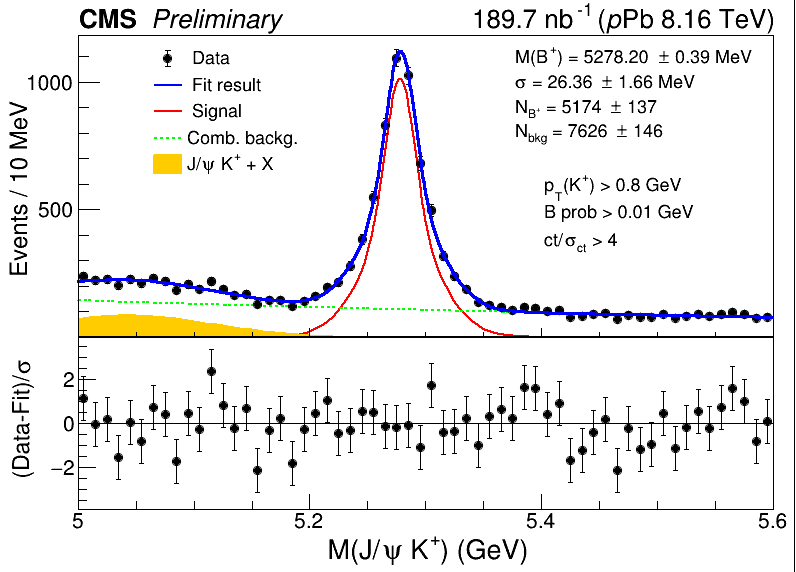 CMS Preliminary 189.7 nb⁻¹ (pPb 8.16 TeV)
Events / 10 MeV
1000
500
Data
Fit result
Signal
Comb. backg.
J/ψ K⁺ + X
M(B⁺) = 5278.20 ± 0.39 MeV
σ = 26.36 ± 1.66 MeV
N_B⁺ = 5174 ± 137
N_bkg = 7626 ± 146
p_T(K⁺) > 0.8 GeV
B prob > 0.01 GeV
ct/σ_ct > 4
(Data-Fit)/σ
2
0
−2
5 5.2 5.4 5.6
M(J/ψ K⁺) (GeV)